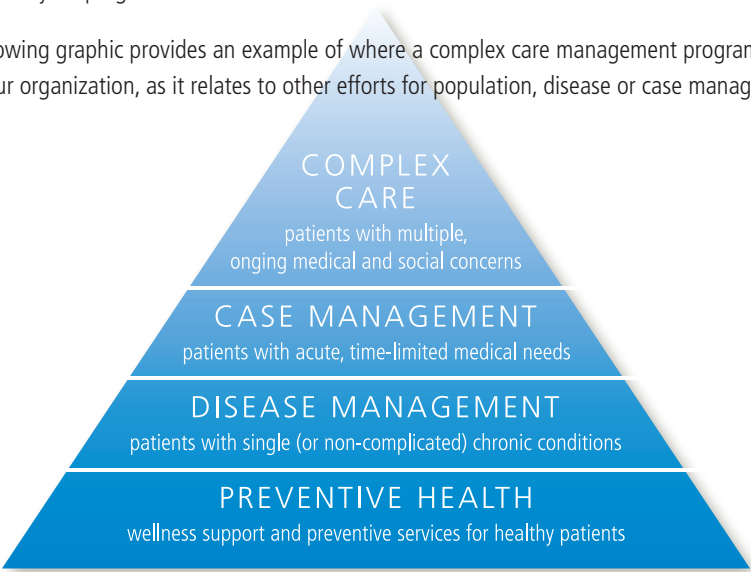 owing graphic provides an example of where a complex care management program
ur organization, as it relates to other efforts for population, disease or case manag
COMPLEX
CARE
patients with multiple,
onging medical and social concerns
CASE MANAGEMENT
patients with acute, time-limited medical needs
DISEASE MANAGEMENT
patients with single (or non-complicated) chronic conditions
PREVENTIVE HEALTH
wellness support and preventive services for healthy patients